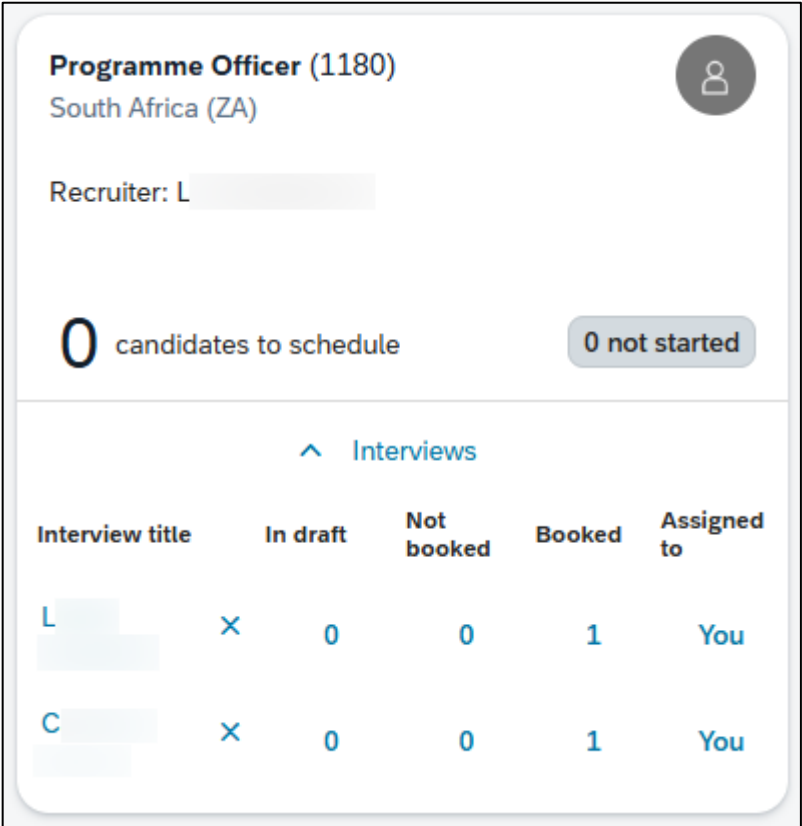 Programme Officer (1180)
South Africa (ZA)
Recruiter: L
0 candidates to schedule
0 not started
Interviews
Interview title In draft Not booked Booked Assigned to
L × 0 0 1 You
C × 0 0 1 You